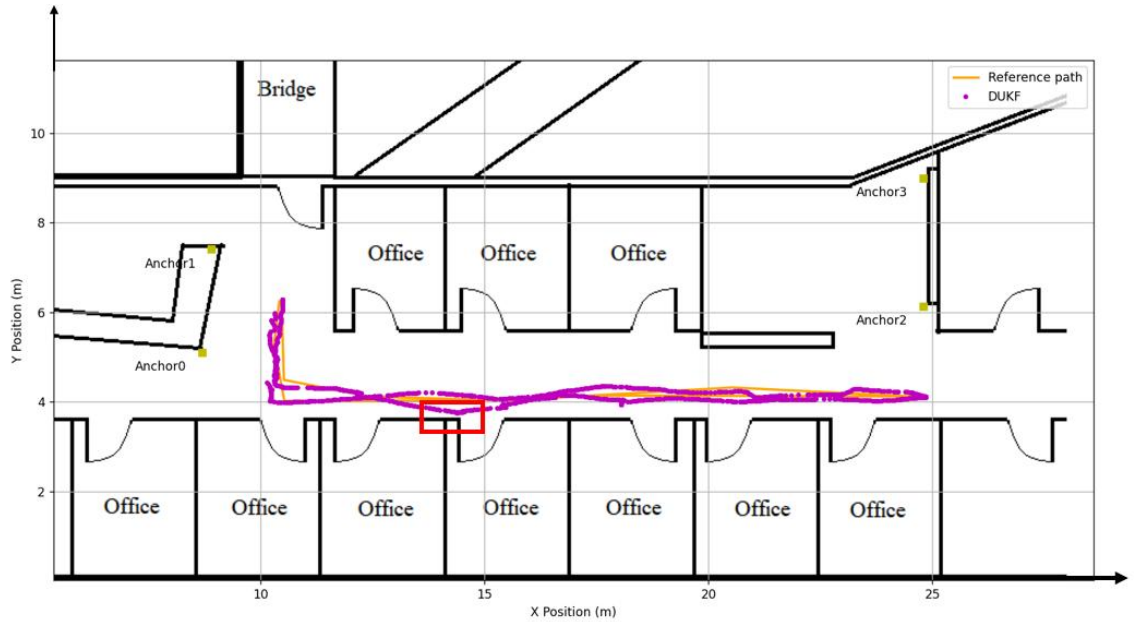 Bridge
Reference path
DUKF
10
Anchor3
8
Office
Office
Office
Anchor1
6
Anchor2
Anchor0
Y Position (m)
4
2
Office
Office
Office
Office
Office
Office
Office
10
15
20
25
X Position (m)